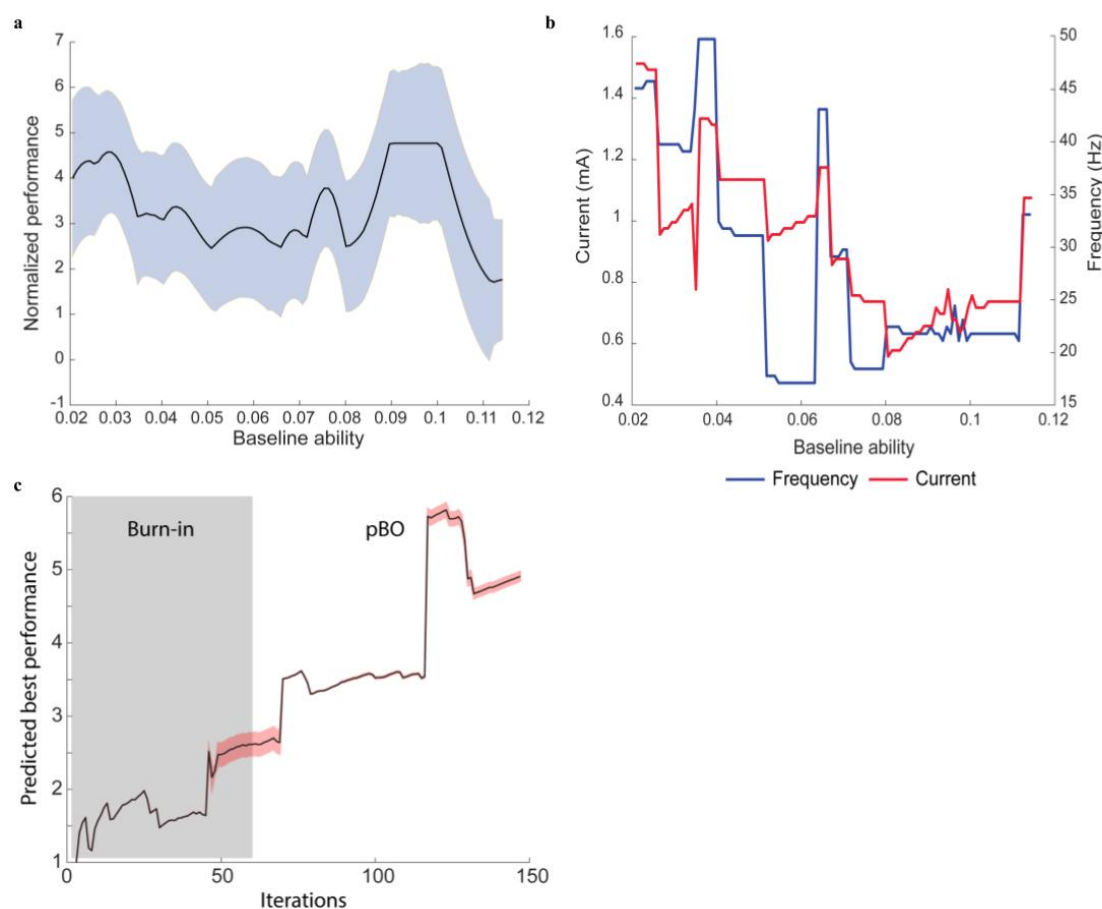 a
7
6
5
4
3
2
1
0
-1
Normalized performance
0.02 0.03 0.04 0.05 0.06 0.07 0.08 0.09 0.1 0.114 0.12
Baseline ability
b
1.6
1.4
1.2
1
0.8
0.6
0.4
Current (mA)
50
45
40
35
30
25
20
15
Frequency (Hz)
0.02 0.04 0.06 0.08 0.1 0.12
Baseline ability
Frequency Current
c
6
5
4
3
2
1
Predicted best performance
Burn-in pBO
0 50 100 150
Iterations